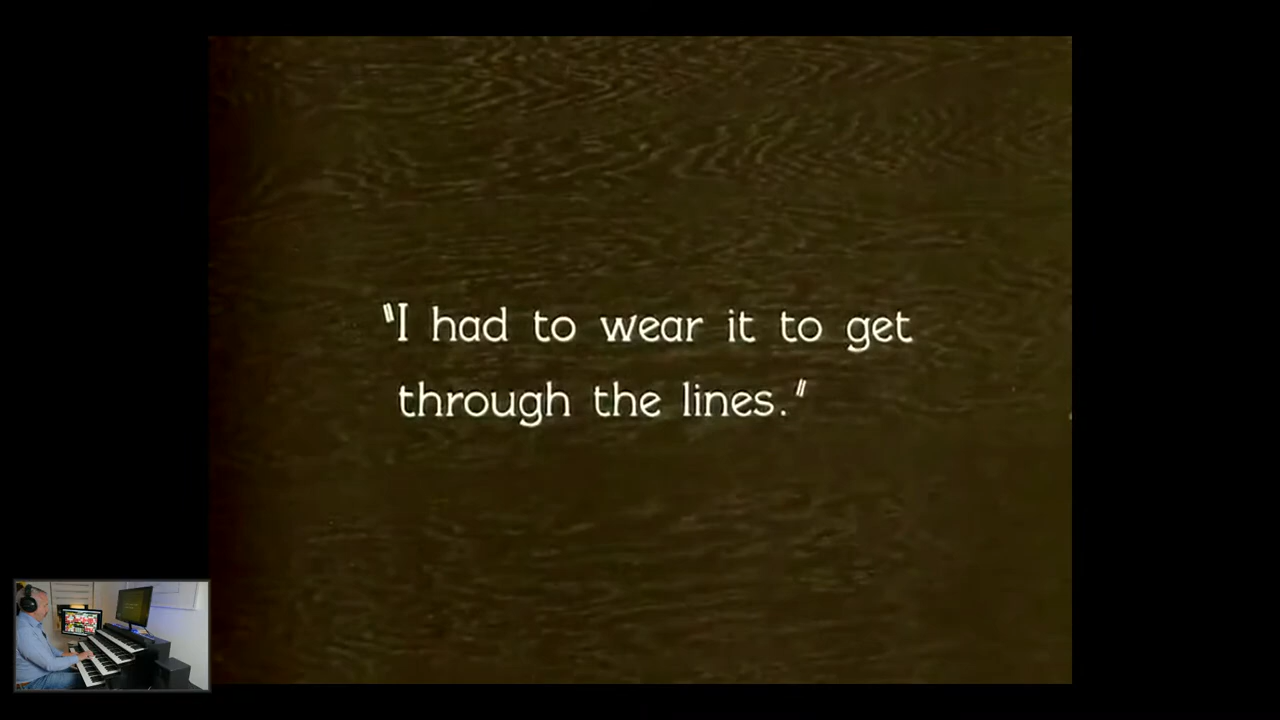 "I had to wear it to get
through the lines."